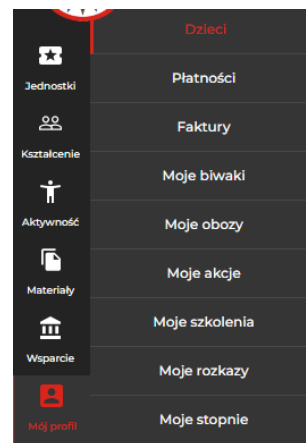 Jednostki
Kształcenie
Aktywność
Materiały
Wsparcie
Mój profil
Dzieci
Płatności
Faktury
Moje biwaki
Moje obozy
Moje akcje
Moje szkolenia
Moje rozkazy
Moje stopnie